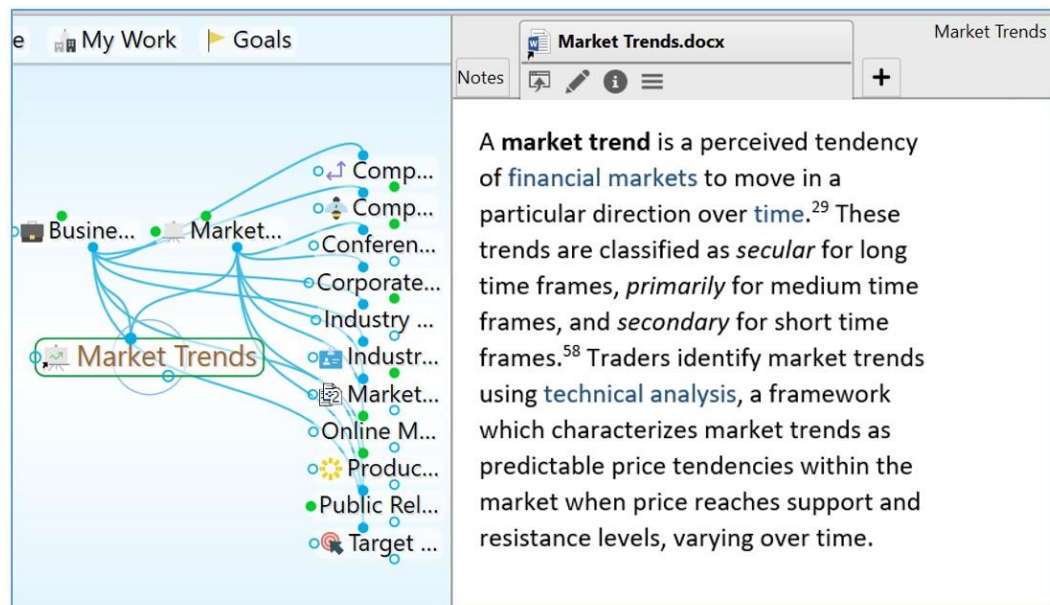 e My Work Goals
Busine... Market...
Market Trends
Comp...
Comp...
Conferen...
Corporate...
Industry ...
Industr...
Market...
Online M...
Produc...
Public Rel...
Target ...
Market Trends.docx
Market Trends
Notes
+
A market trend is a perceived tendency
of financial markets to move in a
particular direction over time.29 These
trends are classified as secular for long
time frames, primarily for medium time
frames, and secondary for short time
frames.58 Traders identify market trends
using technical analysis, a framework
which characterizes market trends as
predictable price tendencies within the
market when price reaches support and
resistance levels, varying over time.